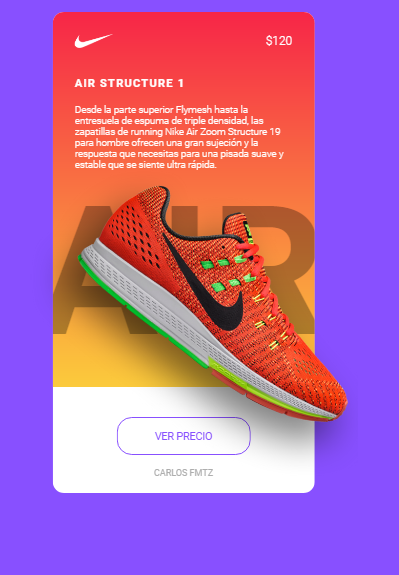 $120
AIR STRUCTURE 1
Desde la parte superior Flymesh hasta la
entresuela de espuma de triple densidad, las
zapatillas de running Nike Air Zoom Structure 19
para hombre ofrecen una gran sujeción y la
respuesta que necesitas para una pisada suave y
estable que se siente ultra rápida.
AIR
VER PRECIO
CARLOS FMTZ